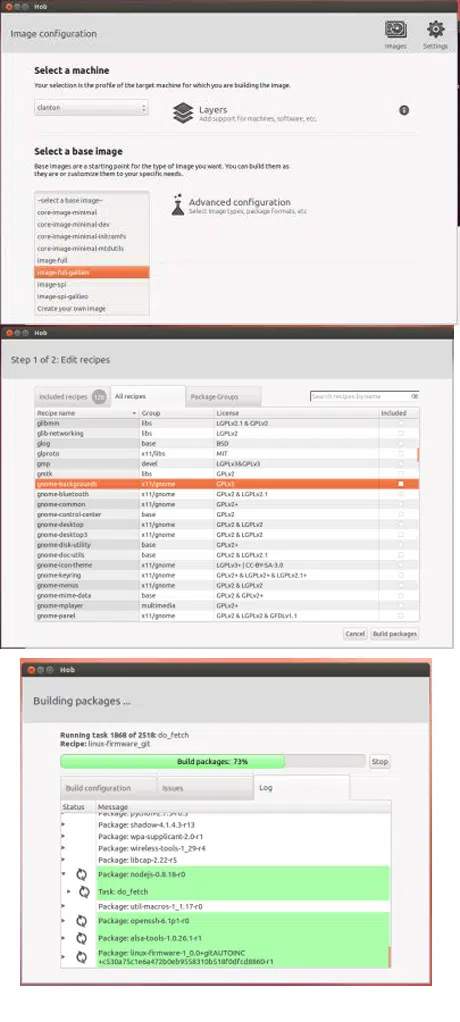 Hob
Image configuration
Images
Settings
Select a machine
Your selection is the profile of the target machine for which you are building the image.
clanton
Layers
Add support for machines, software, etc.
Select a base image
Base images are a starting point for the type of image you want. You can build them as
they are or customize them to your specific needs.
--select a base image--
core-image-minimal
core-image-minimal-dev
core-image-minimal-initramfs
core-image-minimal-mtdutils
image-full
image-full-galileo
image-spi
image-spi-galileo
Create your own image
Advanced configuration
Select image types, package formats, etc
Hob
Step 1 of 2: Edit recipes
Included recipes 126
All recipes
Package Groups
Search recipes by name
Recipe name Group License Included
glibmm libs LGPLv2.1 & GPLv2
glib-networking libs LGPLv2
glog base BSD
glproto x11/libs MIT
gmp devel LGPLv3&GPLv3
gmtk libs GPLv2
gnome-backgrounds x11/gnome GPLv2
gnome-bluetooth x11/gnome GPLv2 & LGPLv2.1
gnome-common x11/gnome GPLv2+
gnome-control-center base GPLv2
gnome-desktop x11/gnome GPLv2 & LGPLv2
gnome-desktop3 x11/gnome GPLv2 & LGPLv2
gnome-disk-utility base GPLv2+
gnome-doc-utils base GPLv2 & LGPLv2.1
gnome-icon-theme x11/gnome LGPLv3+ | CC-BY-SA-3.0
gnome-keyring x11/gnome GPLv2+ & LGPLv2+ & LGPLv2.1+
gnome-menus x11/gnome GPLv2 & LGPLv2
gnome-mime-data base GPLv2 & GPLv2+
gnome-mplayer multimedia GPLv2+
gnome-panel x11/gnome GPLv2 & LGPLv2 & GFDLv1.1
Cancel
Build packages
Hob
Building packages ...
Running task 1868 of 2518: do_fetch
Recipe: linux-firmware_git
Build packages: 73%
Stop
Build configuration
Issues
Log
Status Message
Package: shadow-4.1.4.3-r13
Package: wpa-supplicant-2.0-r1
Package: wireless-tools-1_29-r4
Package: libcap-2.22-r5
Package: nodejs-0.8.18-r0
Task: do_fetch
Package: util-macros-1_1.17-r0
Package: openssh-6.1p1-r0
Package: alsa-tools-1.0.26.1-r1
Package: linux-firmware-1_0.0+gitAUTOINC
+c530a75c1e6a472b0eb9558310b518f0dfcd8860-r1